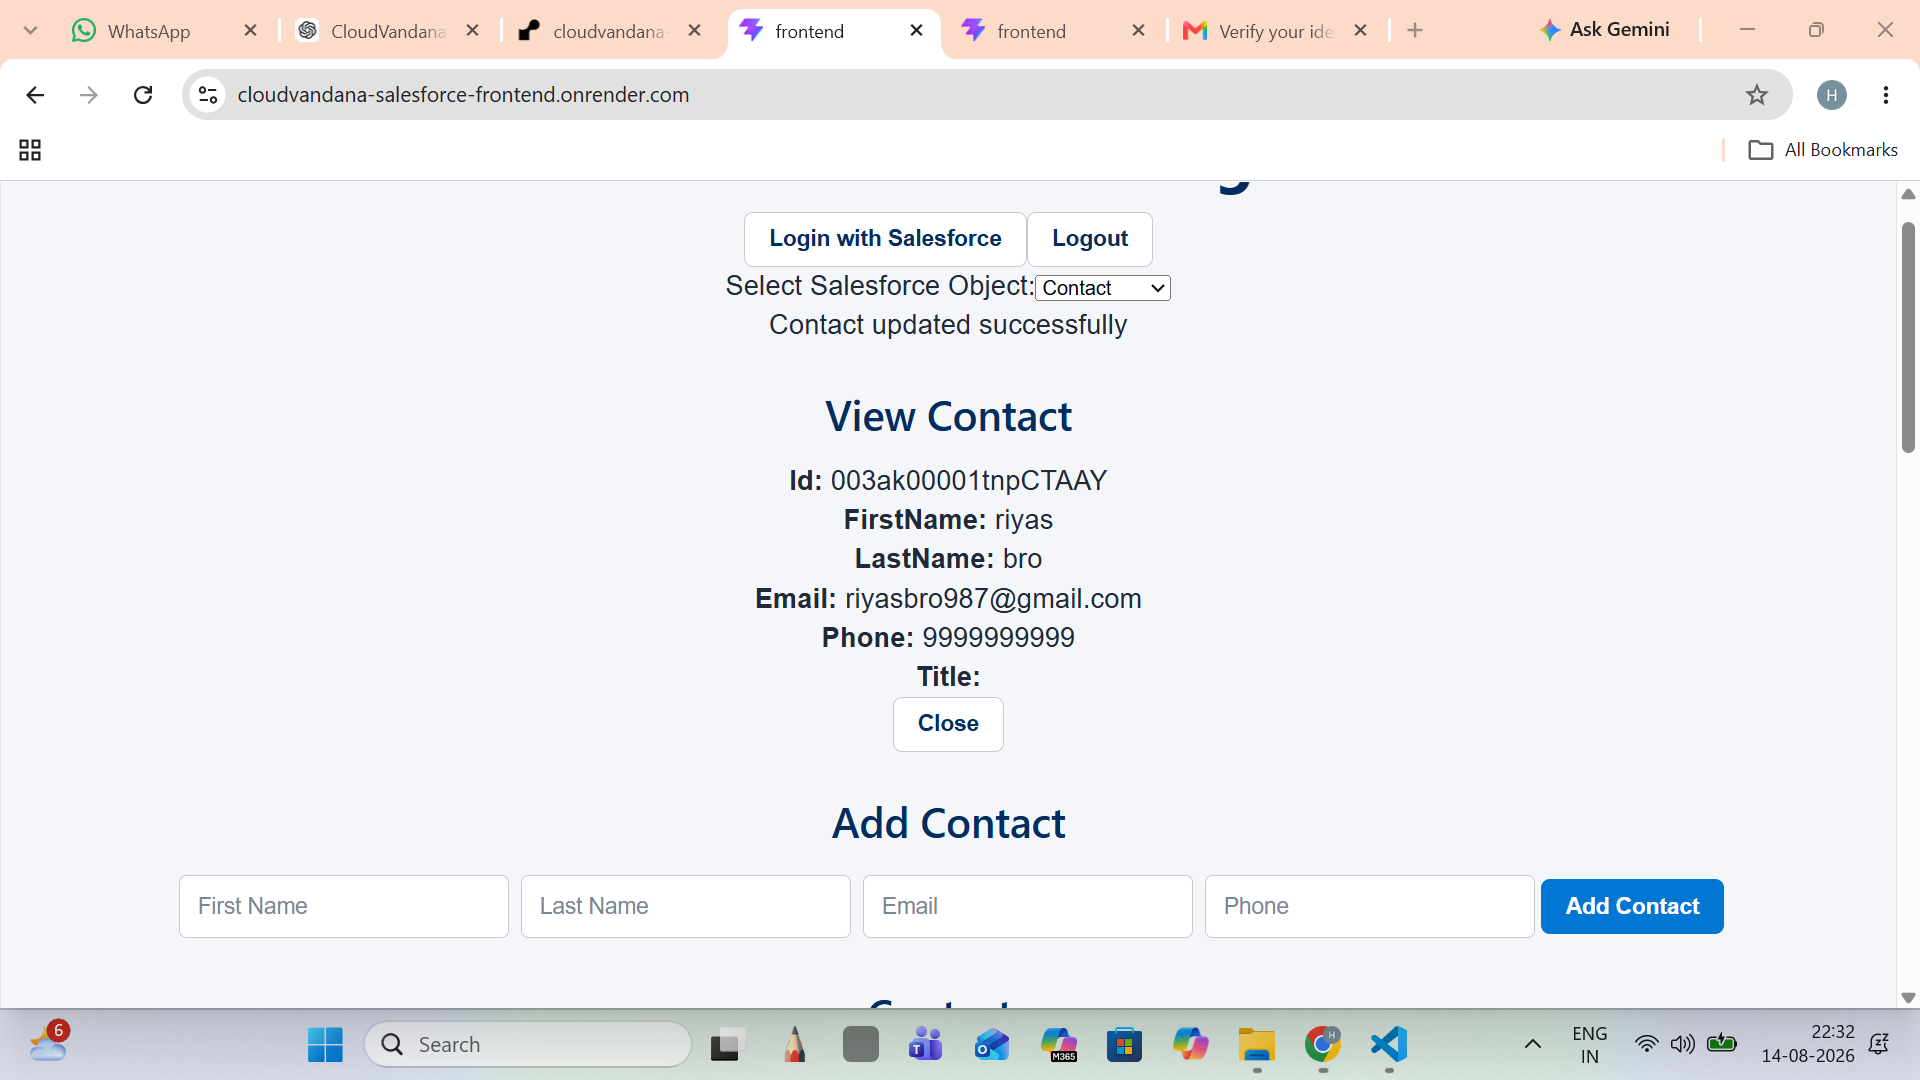 WhatsApp
CloudVandana
cloudvandana-
frontend
frontend
Verify your ide
Ask Gemini
cloudvandana-salesforce-frontend.onrender.com
H
All Bookmarks
Login with Salesforce Logout
Select Salesforce Object: Contact
Contact updated successfully
View Contact
Id: 003ak00001tnpCTAAY
FirstName: riyas
LastName: bro
Email: riyasbro987@gmail.com
Phone: 9999999999
Title:
Close
Add Contact
First Name Last Name Email Phone Add Contact
6
Search
M365
H
ENG
IN
22:32
14-08-2026